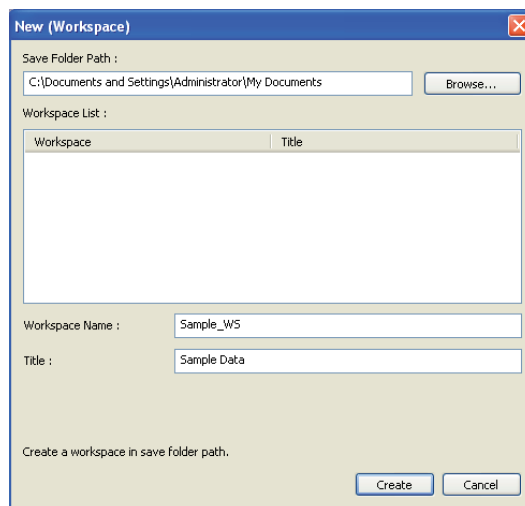 New (Workspace)
Save Folder Path :
C:\Documents and Settings\Administrator\My Documents
Browse...
Workspace List :
Workspace Title
Workspace Name : Sample_WS
Title : Sample Data
Create a workspace in save folder path.
Create Cancel